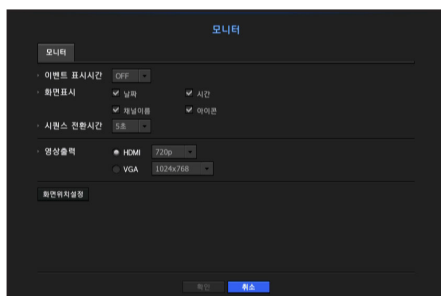 모니터
모니터
이벤트 표시시간 OFF
화면표시 날짜 시간
채널이름 아이콘
시퀀스 전환시간 5초
영상출력 HDMI 720p
VGA 1024x768
화면위치설정
확인 취소